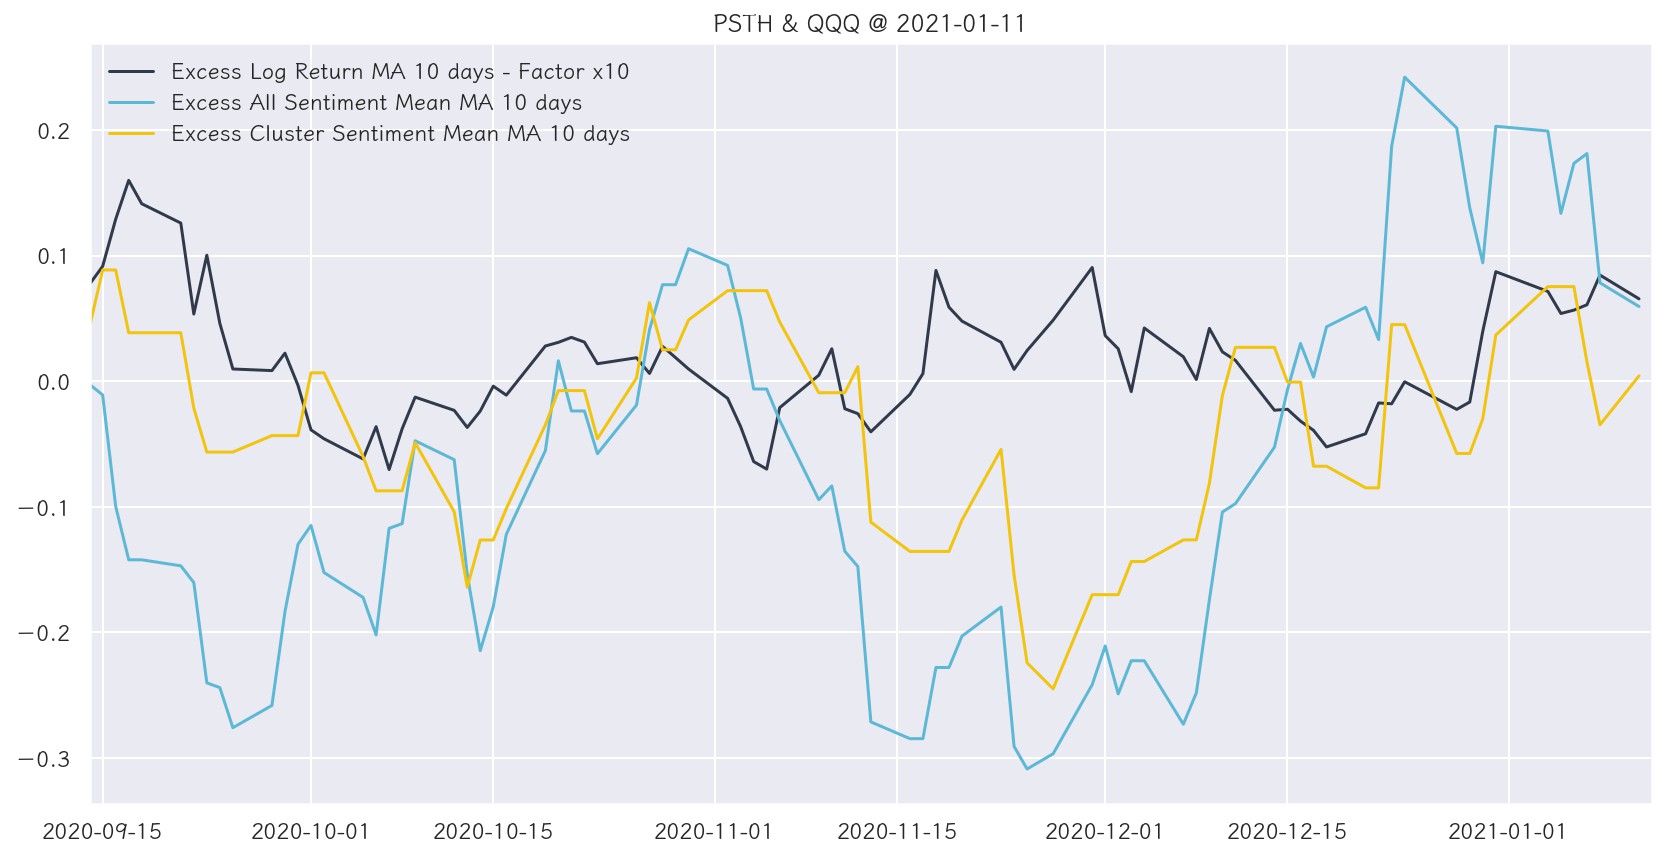 PSTH & QQQ @ 2021-01-11
Excess Log Return MA 10 days - Factor x10
Excess All Sentiment Mean MA 10 days
Excess Cluster Sentiment Mean MA 10 days
0.2
0.1
0.0
−0.1
−0.2
−0.3
2020-09-15 2020-10-01 2020-10-15 2020-11-01 2020-11-15 2020-12-01 2020-12-15 2021-01-01